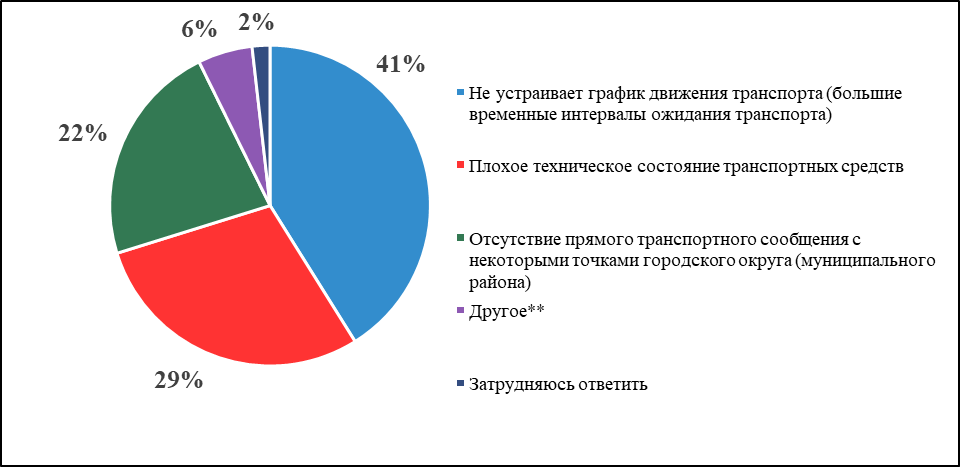 2%
6%
41%
22%
29%
Не устраивает график движения транспорта (большие
временные интервалы ожидания транспорта)
Плохое техническое состояние транспортных средств
Отсутствие прямого транспортного сообщения с
некоторыми точками городского округа (муниципального
района)
Другое**
Затрудняюсь ответить